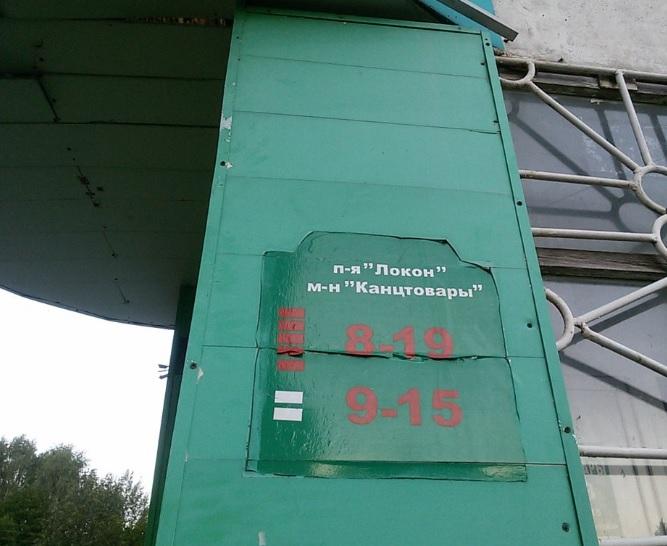 п-я "Локон"
м-н "Канцтовары"
8-19
9-15